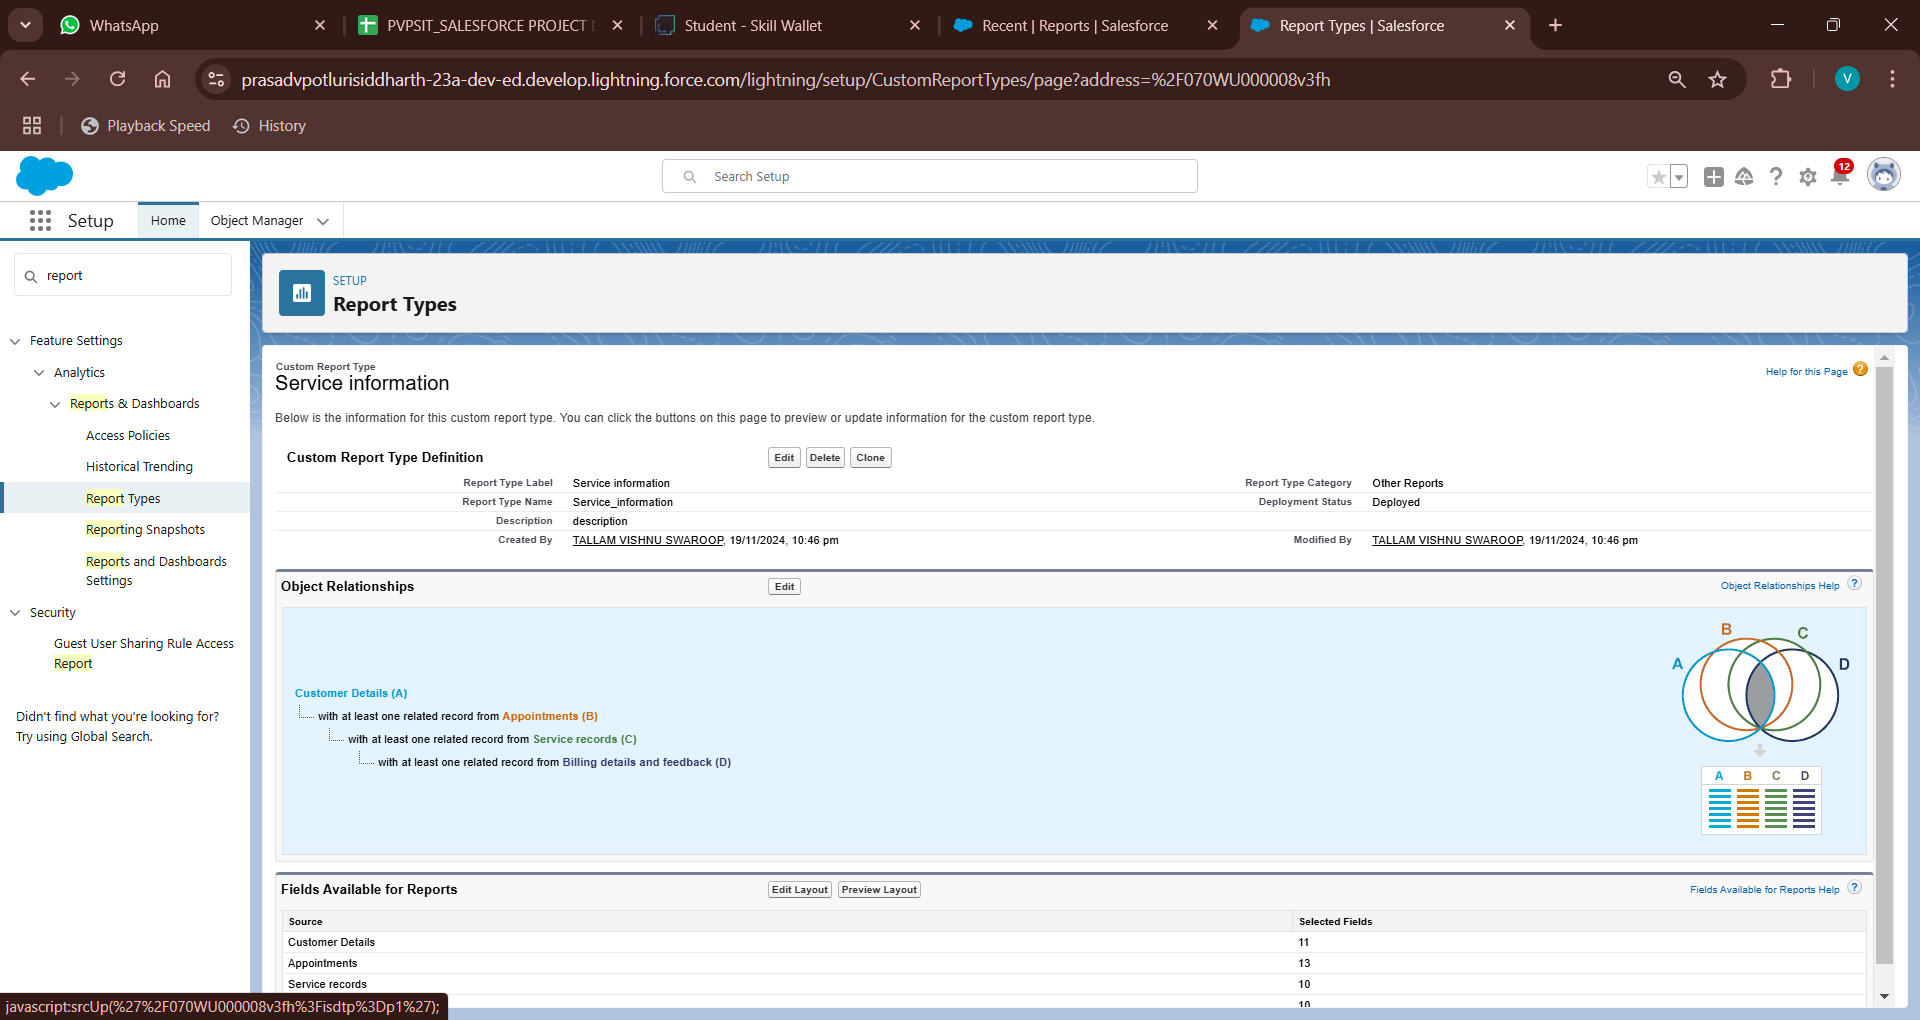 WhatsApp
PVPSIT_SALESFORCE PROJECT
Student - Skill Wallet
Recent | Reports | Salesforce
Report Types | Salesforce
prasadvpotlurisiddharth-23a-dev-ed.develop.lightning.force.com/lightning/setup/CustomReportTypes/page?address=%2F070WU000008v3fh
V
Playback Speed
History
Search Setup
12
Setup
Home
Object Manager
report
Feature Settings
Analytics
Reports & Dashboards
Access Policies
Historical Trending
Report Types
Reporting Snapshots
Reports and Dashboards
Settings
Security
Guest User Sharing Rule Access
Report
Didn't find what you're looking for?
Try using Global Search.
SETUP
Report Types
Custom Report Type
Service information
Help for this Page ?
Below is the information for this custom report type. You can click the buttons on this page to preview or update information for the custom report type.
Custom Report Type Definition Edit Delete Clone
Report Type Label Service information Report Type Category Other Reports
Report Type Name Service_information Deployment Status Deployed
Description description
Created By TALLAM VISHNU SWAROOP, 19/11/2024, 10:46 pm Modified By TALLAM VISHNU SWAROOP, 19/11/2024, 10:46 pm
Object Relationships Edit Object Relationships Help ?
Customer Details (A)
with at least one related record from Appointments (B)
with at least one related record from Service records (C)
with at least one related record from Billing details and feedback (D)
B C
A D
A B C D
Fields Available for Reports Edit Layout Preview Layout Fields Available for Reports Help ?
Source Selected Fields
Customer Details 11
Appointments 13
Service records 10
10
javascript:srcUp(%27%2F070WU000008v3fh%3Fisdtp%3Dp1%27);